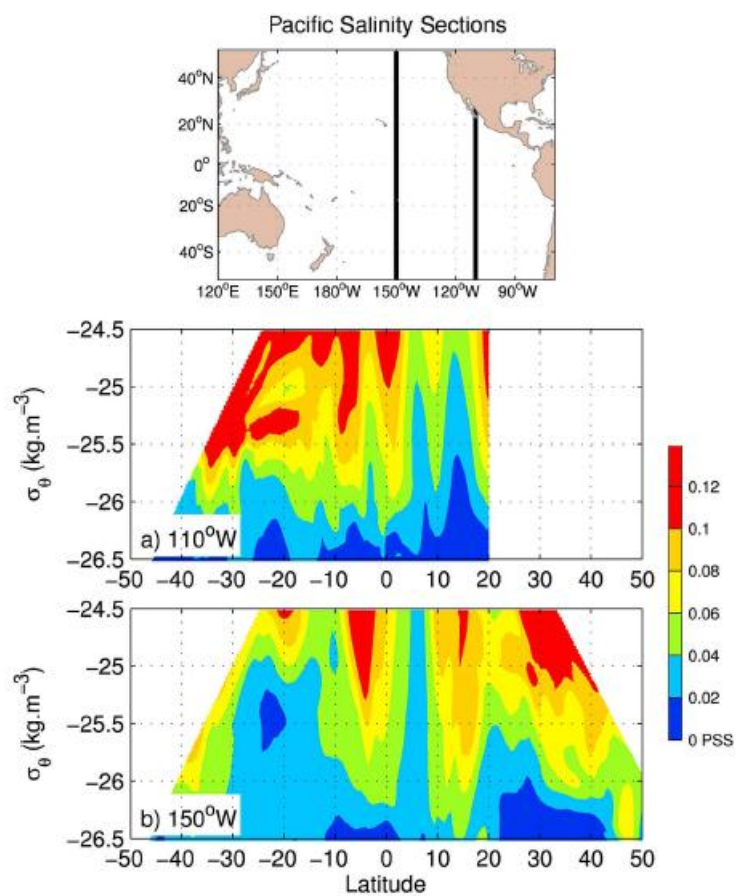 Pacific Salinity Sections
40°N
20°N
0°
20°S
40°S
120°E 150°E 180°W 150°W 120°W 90°W
−24.5
−25
−25.5
−26
−26.5
σθ (kg.m−3)
a) 110°W
−50 −40 −30 −20 −10 0 10 20 30 40 50
0.12
0.1
0.08
0.06
0.04
0.02
0 PSS
−24.5
−25
−25.5
−26
−26.5
σθ (kg.m−3)
b) 150°W
−50 −40 −30 −20 −10 0 10 20 30 40 50
Latitude